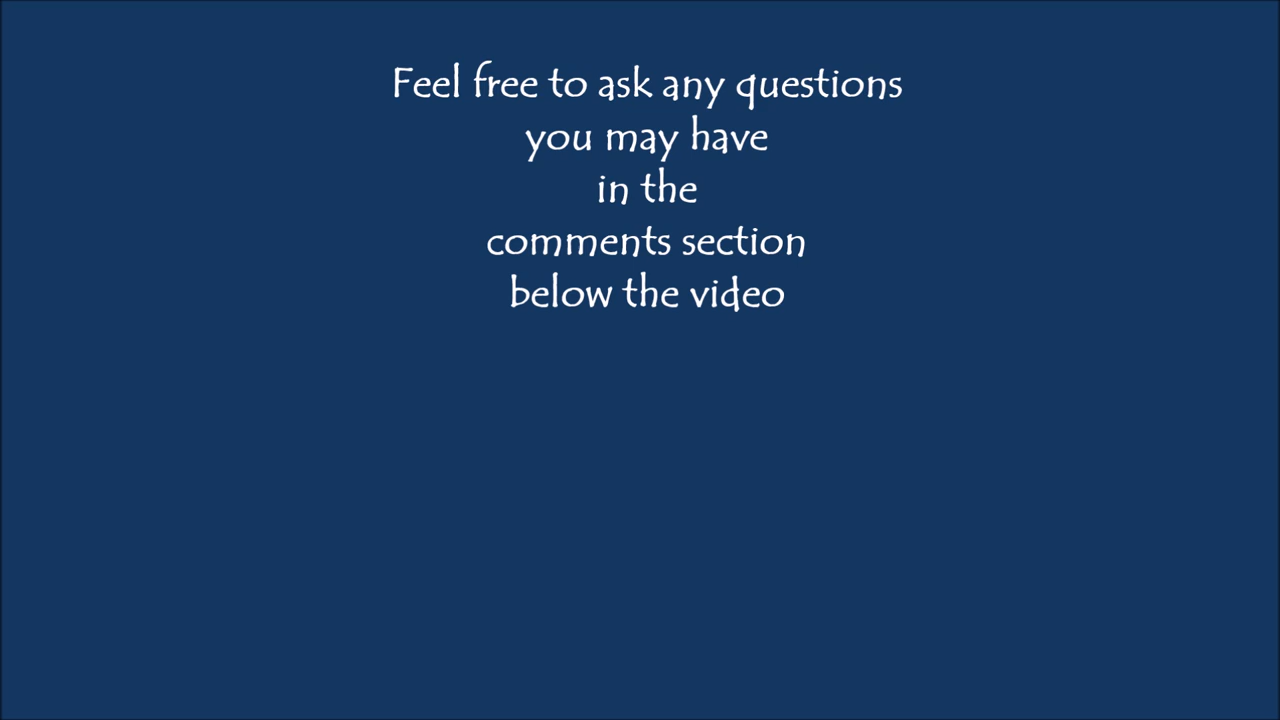 Feel free to ask any questions
you may have
in the
comments section
below the video